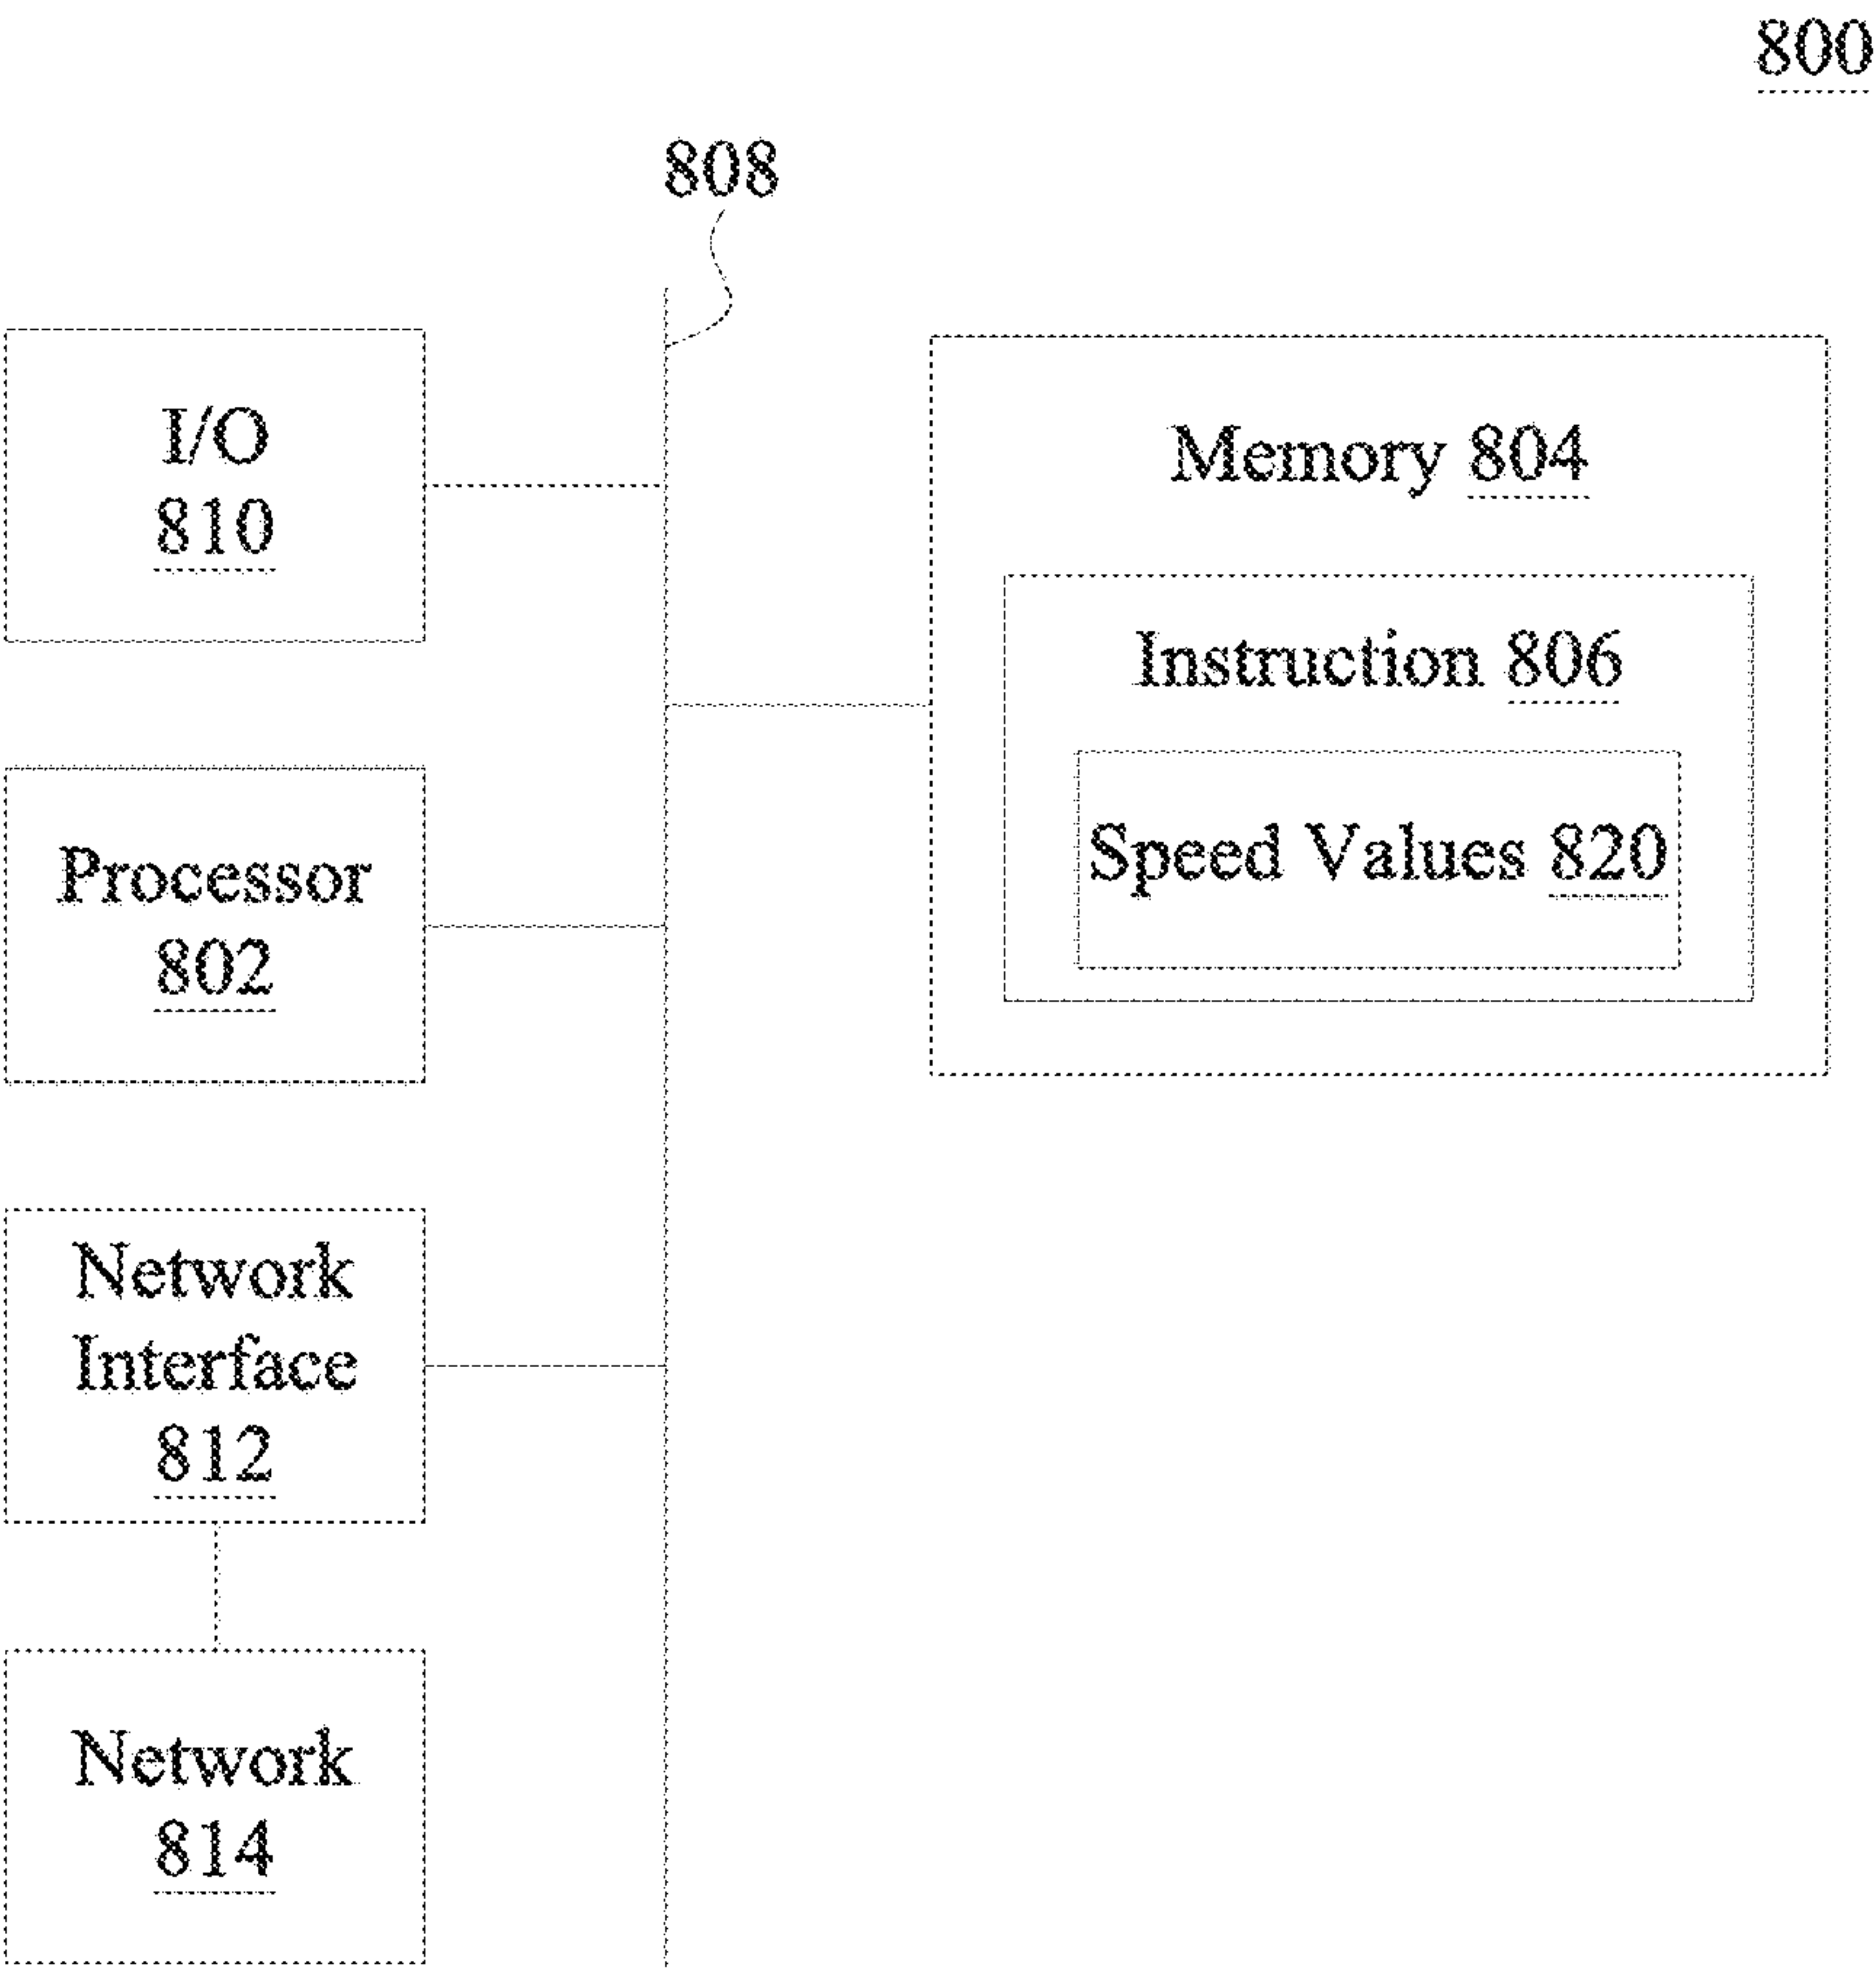 800
808
I/O
810
Memory 804
Instruction 806
Speed Values 820
Processor
802
Network
Interface
812
Network
814